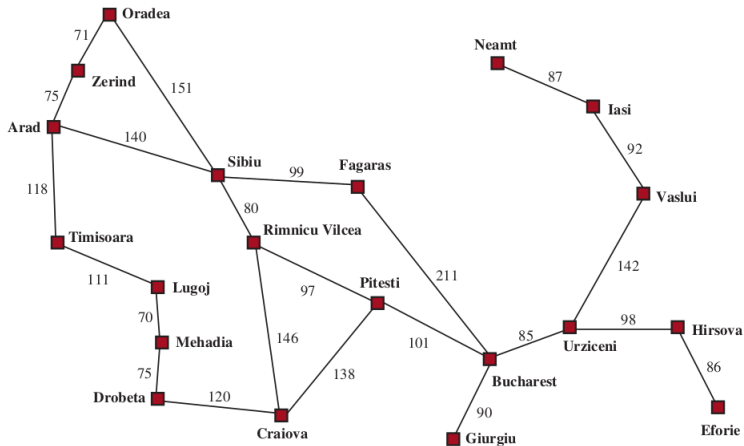 Oradea
71
Neamt
Zerind
87
75
151
Iasi
Arad
140
92
Sibiu
Fagaras
99
118
Vaslui
80
Timisoara
Rimnicu Vilcea
142
111
Pitesti
211
Lugoj
97
70
98
Hirsova
Mehadia
146
101
85
Urziceni
86
75
138
Bucharest
120
Drobeta
90
Craiova
Giurgiu
Eforie